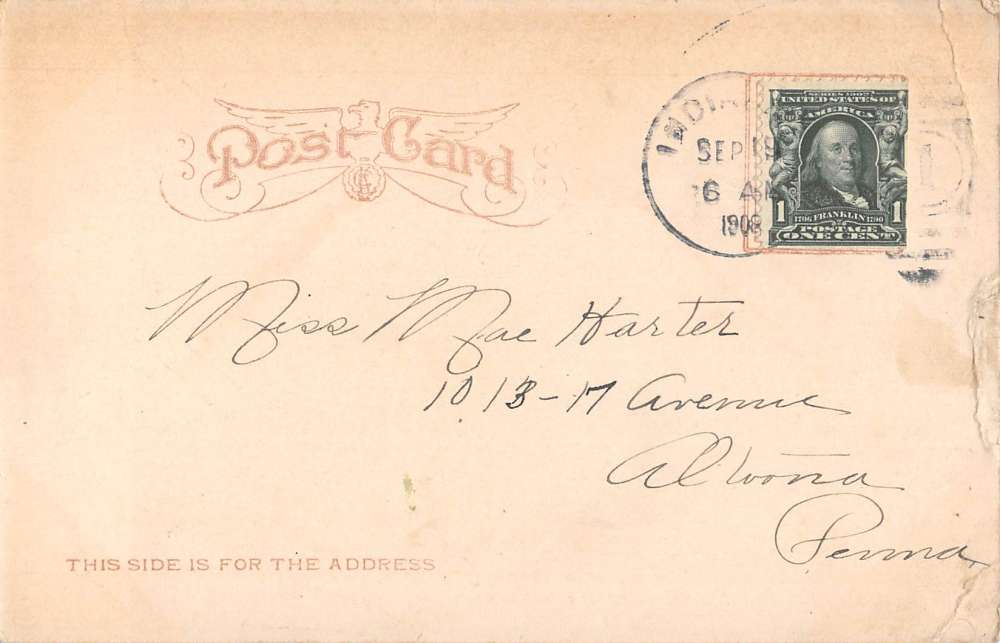 Post Card
SEP 19
6 AM
1908
SERIES 1902
UNITED STATES OF
AMERICA
1 1
1706 FRANKLIN 1790
POSTAGE
ONE CENT
Miss Mae Harter
1013-17 Avenue
Altoona
Penna,
THIS SIDE IS FOR THE ADDRESS